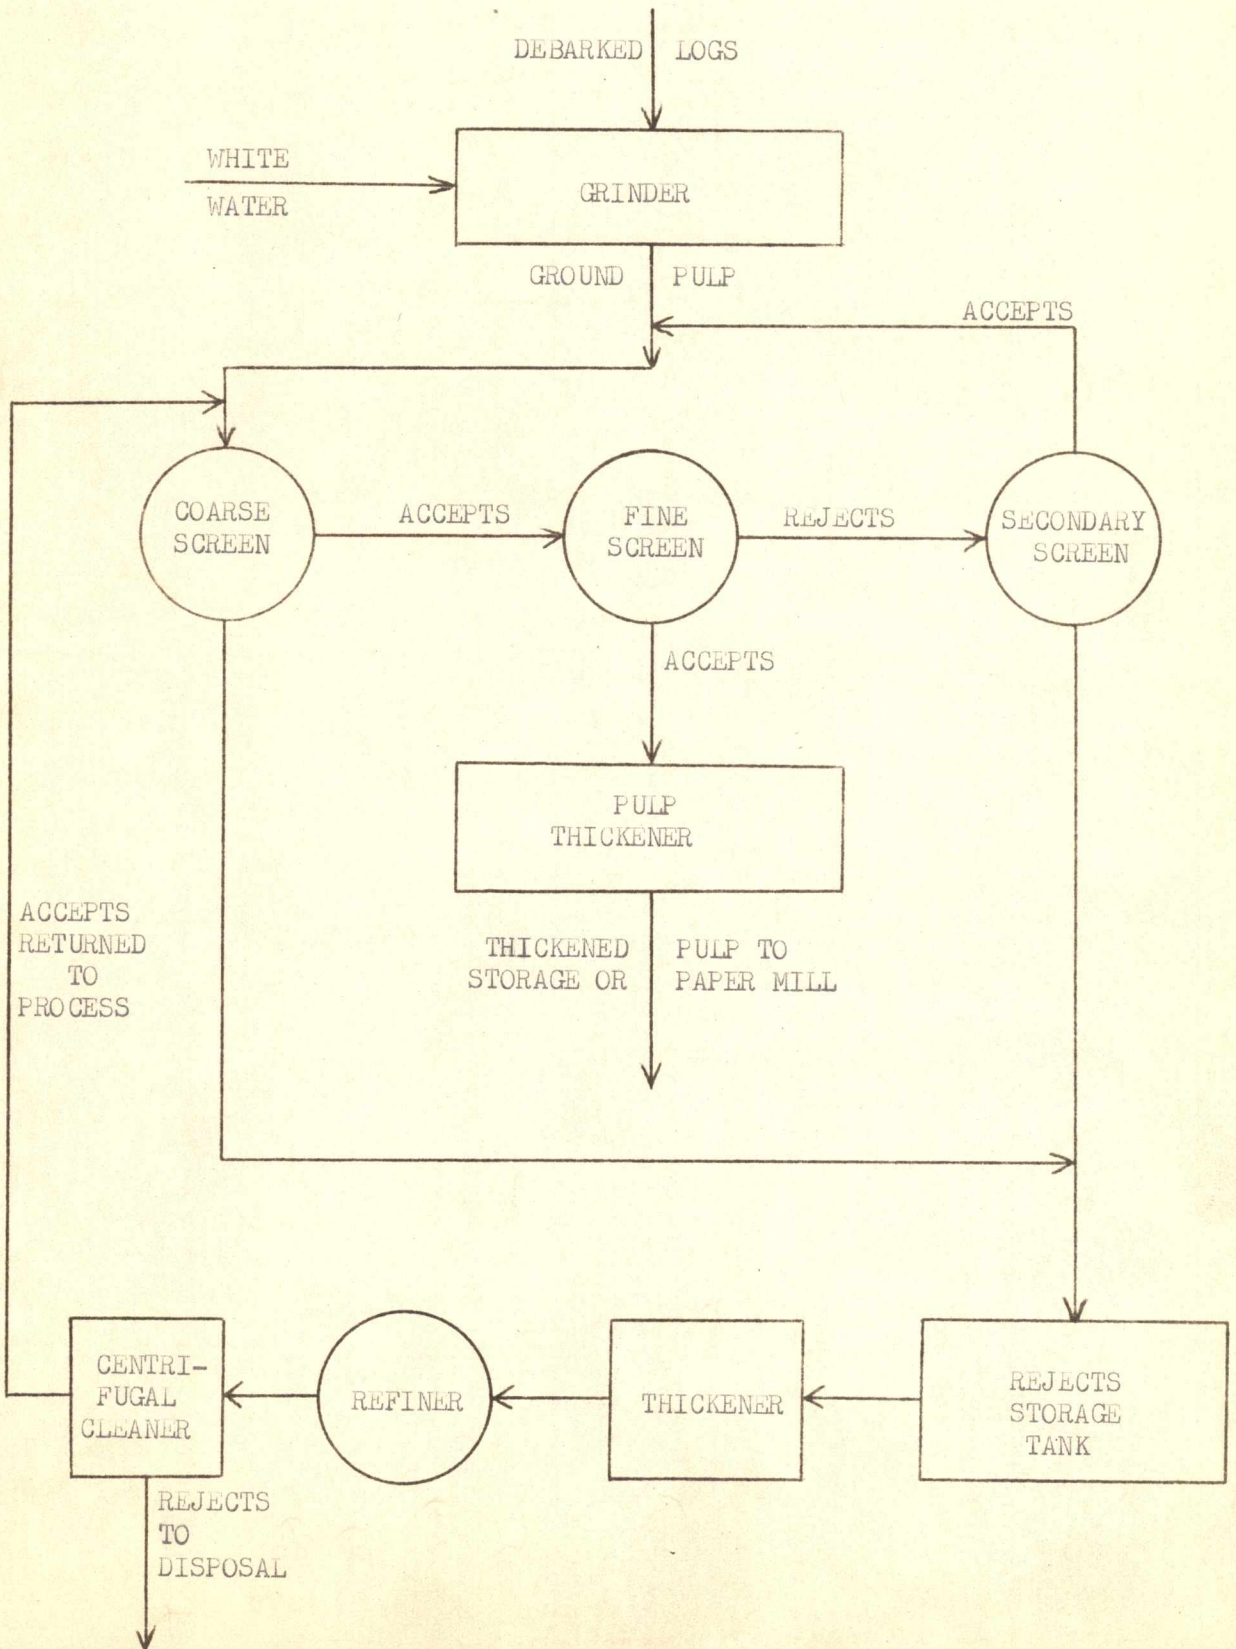 DEBARKED LOGS
WHITE
WATER
GRINDER
GROUND PULP
ACCEPTS
COARSE
SCREEN
ACCEPTS
FINE
SCREEN
REJECTS
SECONDARY
SCREEN
ACCEPTS
PULP
THICKENER
ACCEPTS
RETURNED
TO
PROCESS
THICKENED PULP TO
STORAGE OR PAPER MILL
CENTRI-
FUGAL
CLEANER
REFINER
THICKENER
REJECTS
STORAGE
TANK
REJECTS
TO
DISPOSAL